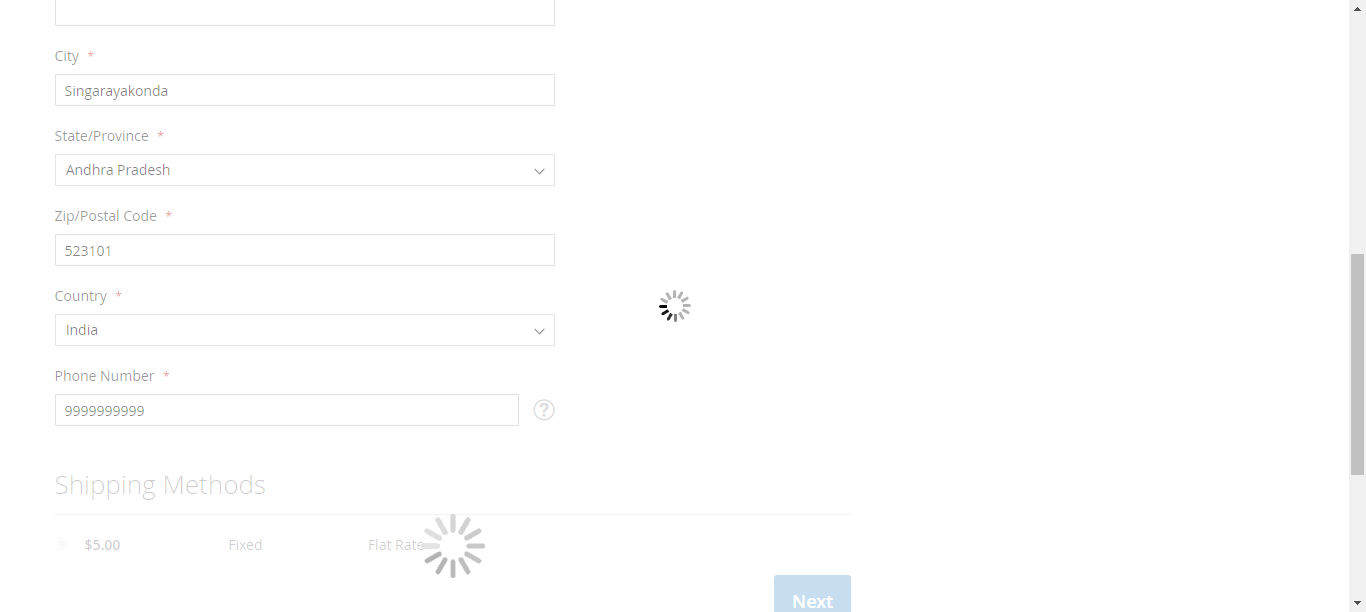 City *
Singarayakonda
State/Province *
Andhra Pradesh
Zip/Postal Code *
523101
Country *
India
Phone Number *
9999999999 ?
Shipping Methods
$5.00 Fixed Flat Rate
Next